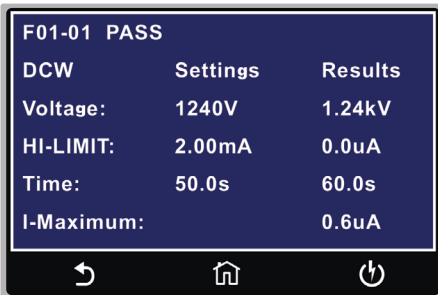 F01-01 PASS
DCW Settings Results
Voltage: 1240V 1.24kV
HI-LIMIT: 2.00mA 0.0uA
Time: 50.0s 60.0s
I-Maximum: 0.6uA